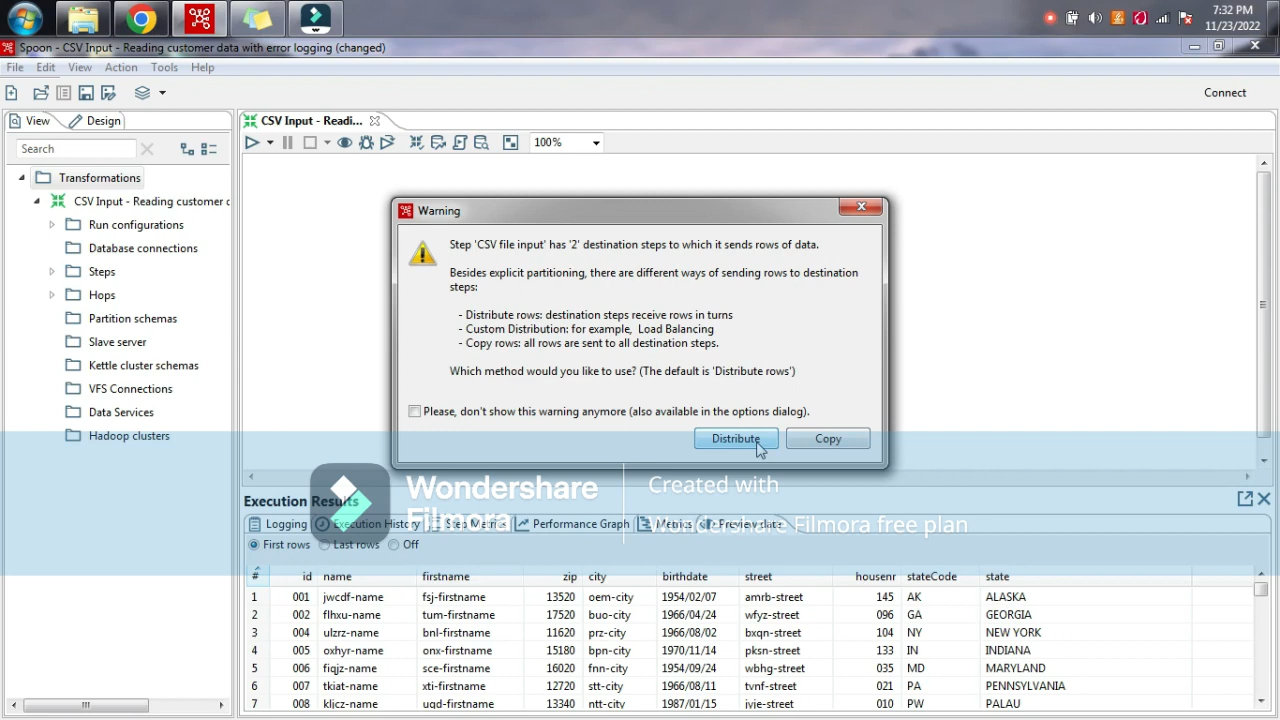 7:32 PM
11/23/2022
Spoon - CSV Input - Reading customer data with error logging (changed)
File Edit View Action Tools Help
Connect
View Design
CSV Input - Readi...
Search
100%
Transformations
CSV Input - Reading customer c
Run configurations
Database connections
Steps
Hops
Partition schemas
Slave server
Kettle cluster schemas
VFS Connections
Data Services
Hadoop clusters
Warning
Step 'CSV file input' has '2' destination steps to which it sends rows of data.
Besides explicit partitioning, there are different ways of sending rows to destination
steps:
- Distribute rows: destination steps receive rows in turns
- Custom Distribution: for example, Load Balancing
- Copy rows: all rows are sent to all destination steps.
Which method would you like to use? (The default is 'Distribute rows')
Please, don't show this warning anymore (also available in the options dialog).
Distribute Copy
Wondershare
Filmora
Created with
Wondershare Filmora free plan
Execution Results
Logging Execution History Step Metrics Performance Graph Metrics Preview data
First rows Last rows Off
# id name firstname zip city birthdate street housenr stateCode state
1 001 jwcdf-name fsj-firstname 13520 oem-city 1954/02/07 amrb-street 145 AK ALASKA
2 002 flhxu-name tum-firstname 17520 buo-city 1966/04/24 wfyz-street 096 GA GEORGIA
3 004 ulzrz-name bnl-firstname 11620 prz-city 1966/08/02 bxqn-street 104 NY NEW YORK
4 005 oxhyr-name onx-firstname 15180 bpn-city 1970/11/14 pksn-street 133 IN INDIANA
5 006 fiqjz-name sce-firstname 16020 fnn-city 1954/09/24 wbhg-street 035 MD MARYLAND
6 007 tkiat-name xti-firstname 12720 stt-city 1966/08/11 tvnf-street 021 PA PENNSYLVANIA
7 008 kljcz-name ugd-firstname 13340 ntt-city 1987/01/15 ivje-street 010 PW PALAU